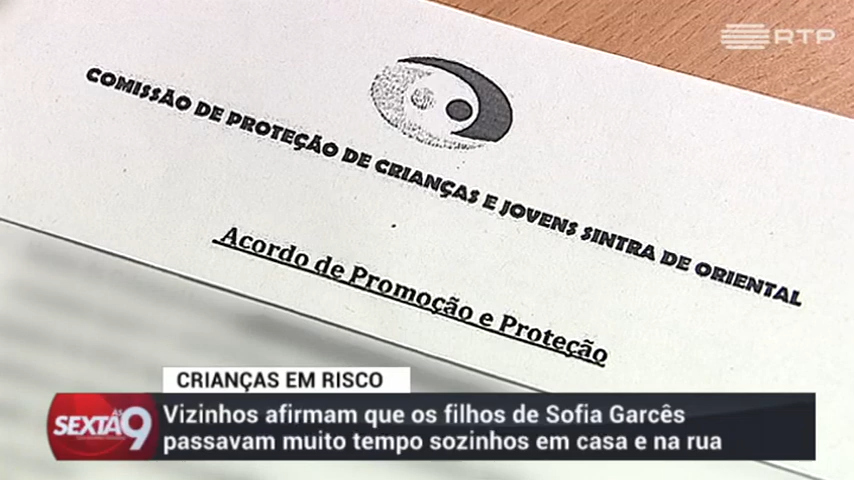 RTP
COMISSÃO DE PROTEÇÃO DE CRIANÇAS E JOVENS SINTRA DE ORIENTAL
Acordo de Promoção e Proteção
CRIANÇAS EM RISCO
SEXTA ÀS 9
Vizinhos afirmam que os filhos de Sofia Garcês
passavam muito tempo sozinhos em casa e na rua